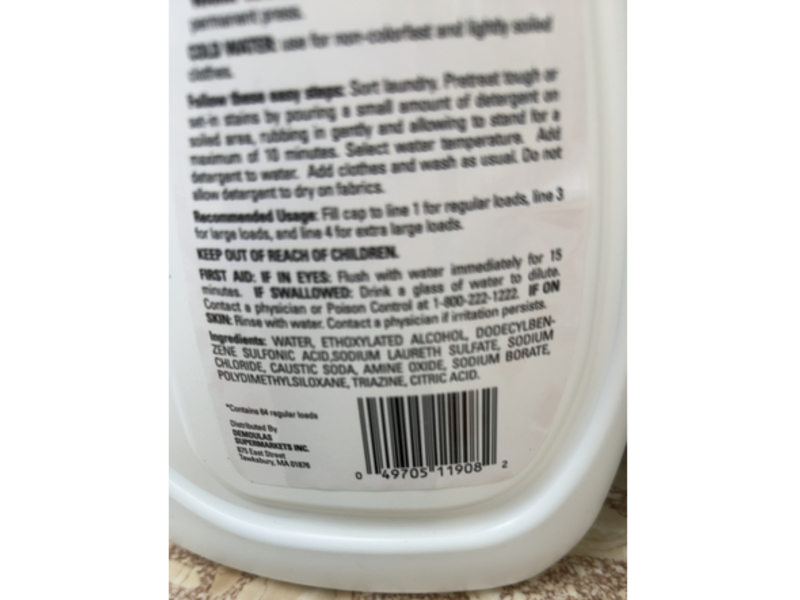 permanent press.
COLD WATER: use for non-colorfast and lightly soiled
clothes.
Follow these easy steps: Sort laundry. Pretreat tough or
set-in stains by pouring a small amount of detergent on
soiled area, rubbing in gently and allowing to stand for a
maximum of 10 minutes. Select water temperature. Add
detergent to water. Add clothes and wash as usual. Do not
allow detergent to dry on fabrics.
Recommended Usage: Fill cap to line 1 for regular loads, line 3
for large loads, and line 4 for extra large loads.
KEEP OUT OF REACH OF CHILDREN.
FIRST AID: IF IN EYES: Flush with water immediately for 15
minutes. IF SWALLOWED: Drink a glass of water to dilute.
Contact a physician or Poison Control at 1-800-222-1222. IF ON
SKIN: Rinse with water. Contact a physician if irritation persists.
Ingredients: WATER, ETHOXYLATED ALCOHOL, DODECYLBEN-
ZENE SULFONIC ACID,SODIUM LAURETH SULFATE, SODIUM
CHLORIDE, CAUSTIC SODA, AMINE OXIDE, SODIUM BORATE,
POLYDIMETHYLSILOXANE, TRIAZINE, CITRIC ACID.
*Contains 64 regular loads
Distributed By
DEMOULAS
SUPERMARKETS INC.
875 East Street
Tewksbury, MA 01876
0 49705 11908 2